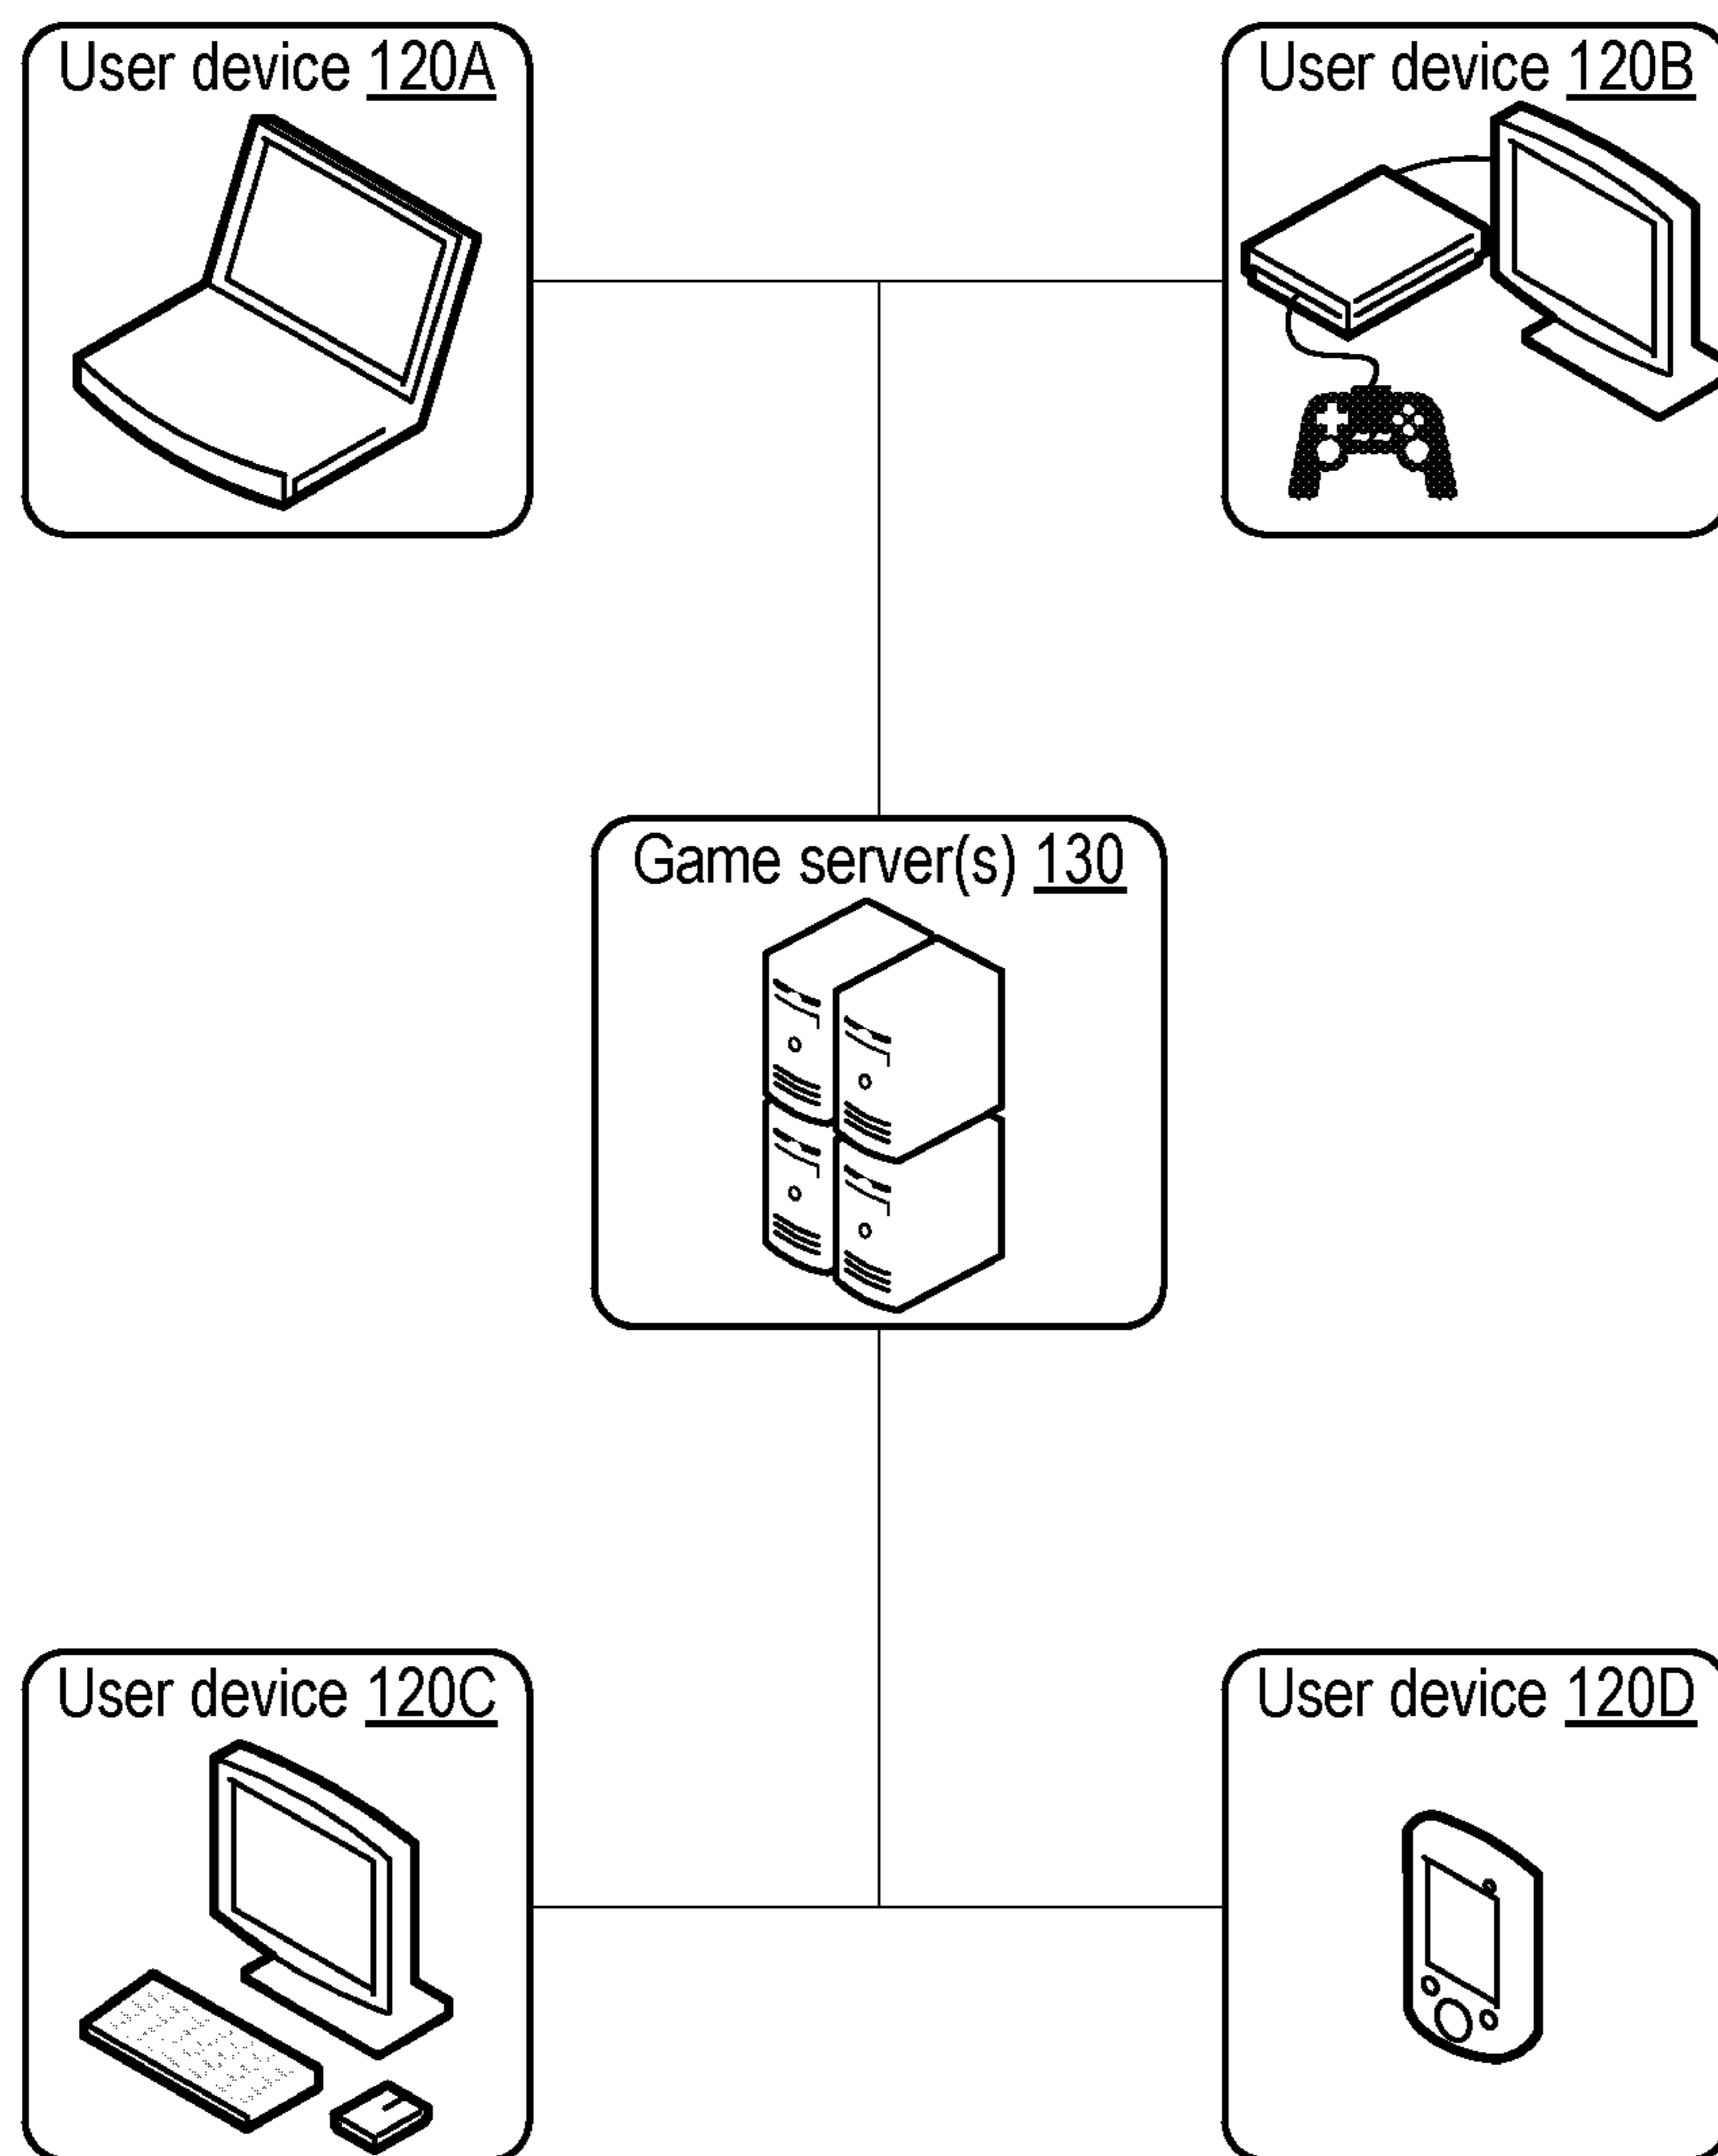 User device 120A
User device 120B
Game server(s) 130
User device 120C
User device 120D